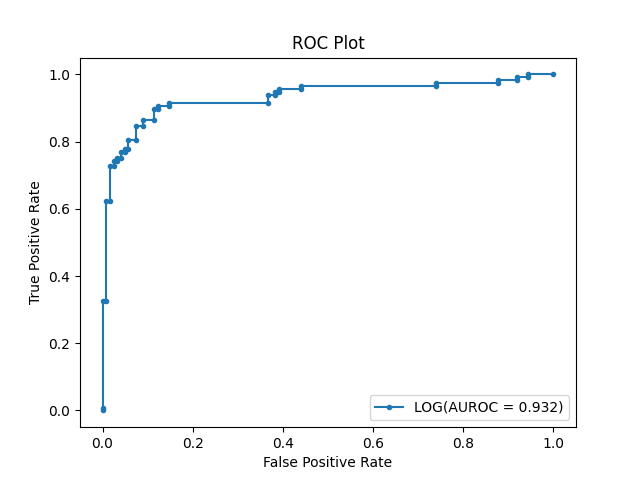 ROC Plot
1.0
0.8
0.6
0.4
0.2
0.0
True Positive Rate
LOG(AUROC = 0.932)
0.0 0.2 0.4 0.6 0.8 1.0
False Positive Rate